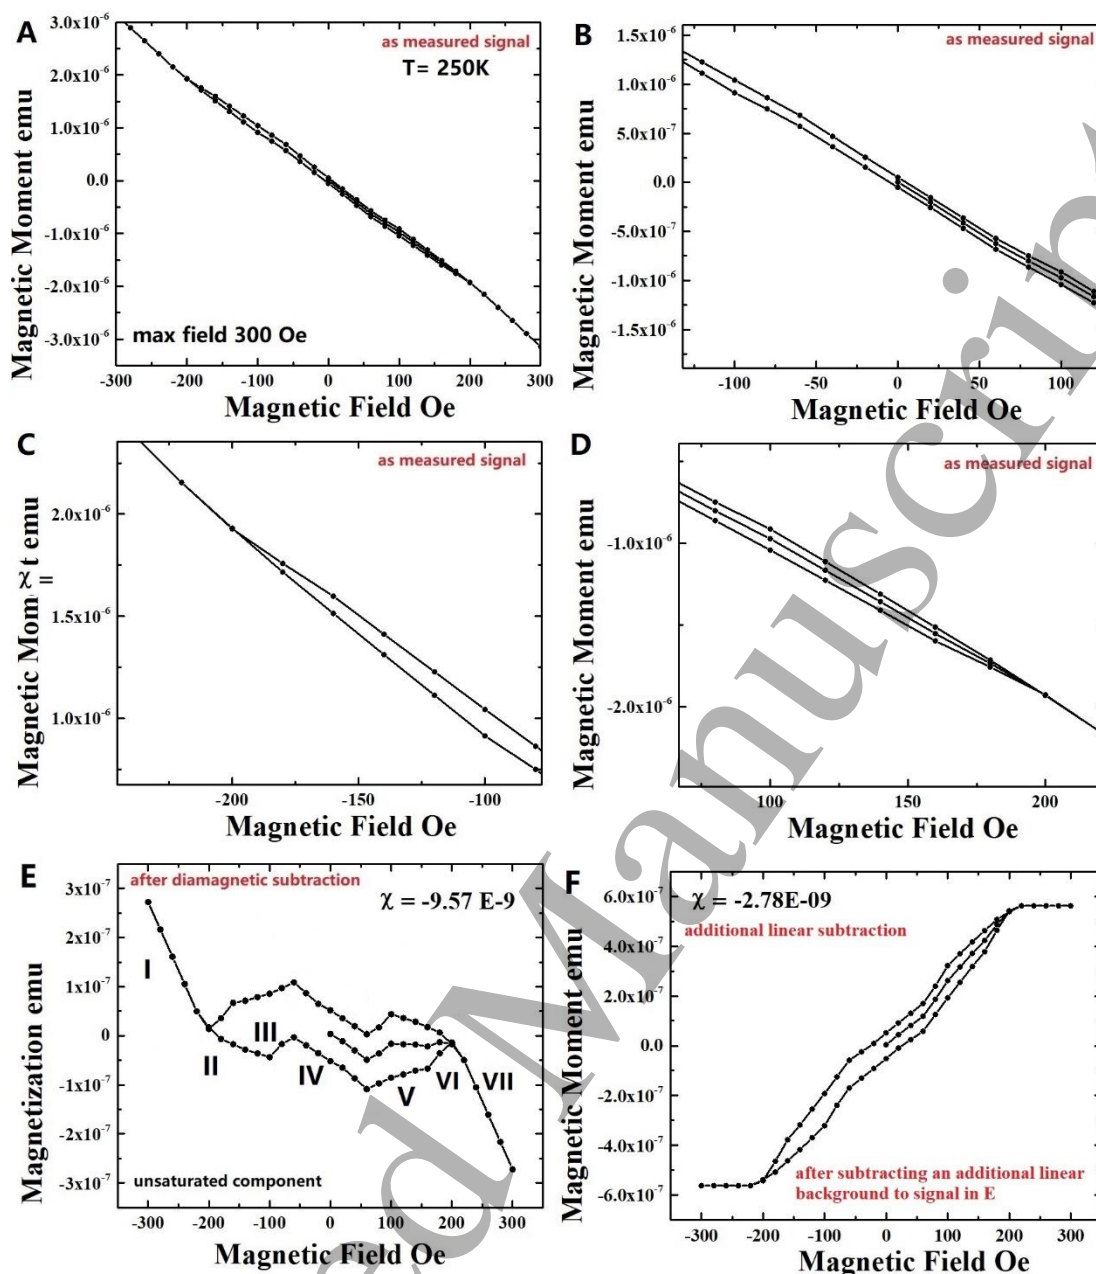 A
as measured signal
T= 250K
3.0x10⁻⁶
2.0x10⁻⁶
1.0x10⁻⁶
0.0
-1.0x10⁻⁶
-2.0x10⁻⁶
-3.0x10⁻⁶
Magnetic Moment emu
max field 300 Oe
-300 -200 -100 0 100 200 300
Magnetic Field Oe
B
as measured signal
1.5x10⁻⁶
1.0x10⁻⁶
5.0x10⁻⁷
0.0
-5.0x10⁻⁷
-1.0x10⁻⁶
-1.5x10⁻⁶
Magnetic Moment emu
-100 -50 0 50 100
Magnetic Field Oe
C
as measured signal
2.0x10⁻⁶
1.5x10⁻⁶
1.0x10⁻⁶
Magnetic Mom t emu
χ =
-200 -150 -100
Magnetic Field Oe
D
as measured signal
-1.0x10⁻⁶
-2.0x10⁻⁶
Magnetic Moment emu
100 150 200
Magnetic Field Oe
E
after diamagnetic subtraction
χ = -9.57 E-9
3x10⁻⁷
2x10⁻⁷
1x10⁻⁷
0
-1x10⁻⁷
-2x10⁻⁷
-3x10⁻⁷
Magnetization emu
I
II
III
IV
V
VI
VII
unsaturated component
-300 -200 -100 0 100 200 300
Magnetic Field Oe
F
χ = -2.78E-09
additional linear subtraction
6.0x10⁻⁷
4.0x10⁻⁷
2.0x10⁻⁷
0.0
-2.0x10⁻⁷
-4.0x10⁻⁷
-6.0x10⁻⁷
Magnetic Moment emu
after subtracting an additional linear
background to signal in E
-300 -200 -100 0 100 200 300
Magnetic Field Oe
ed Manuscrip